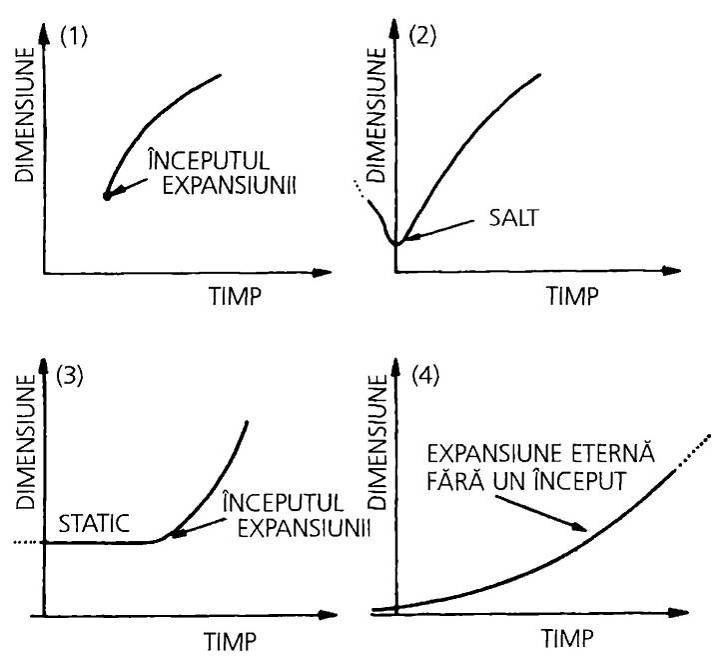 (1)
DIMENSIUNE
ÎNCEPUTUL
EXPANSIUNII
TIMP
(2)
DIMENSIUNE
SALT
TIMP
(3)
DIMENSIUNE
STATIC
ÎNCEPUTUL
EXPANSIUNII
TIMP
(4)
DIMENSIUNE
EXPANSIUNE ETERNĂ
FĂRĂ UN ÎNCEPUT
TIMP